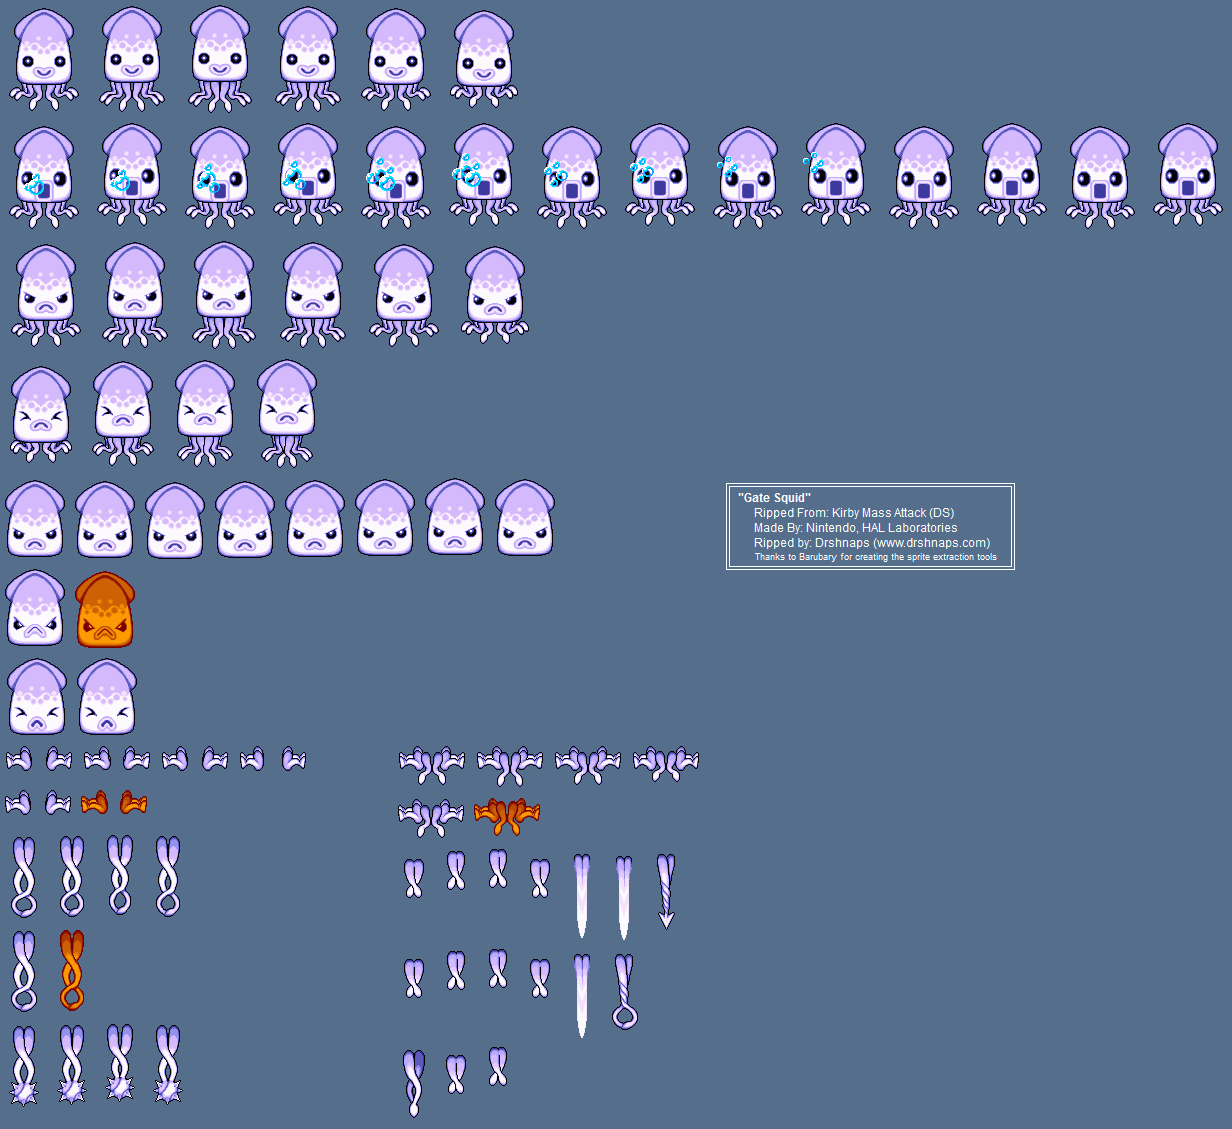 "Gate Squid"
Ripped From: Kirby Mass Attack (DS)
Made By: Nintendo, HAL Laboratories
Ripped by: Drshnaps (www.drshnaps.com)
Thanks to Barubary for creating the sprite extraction tools